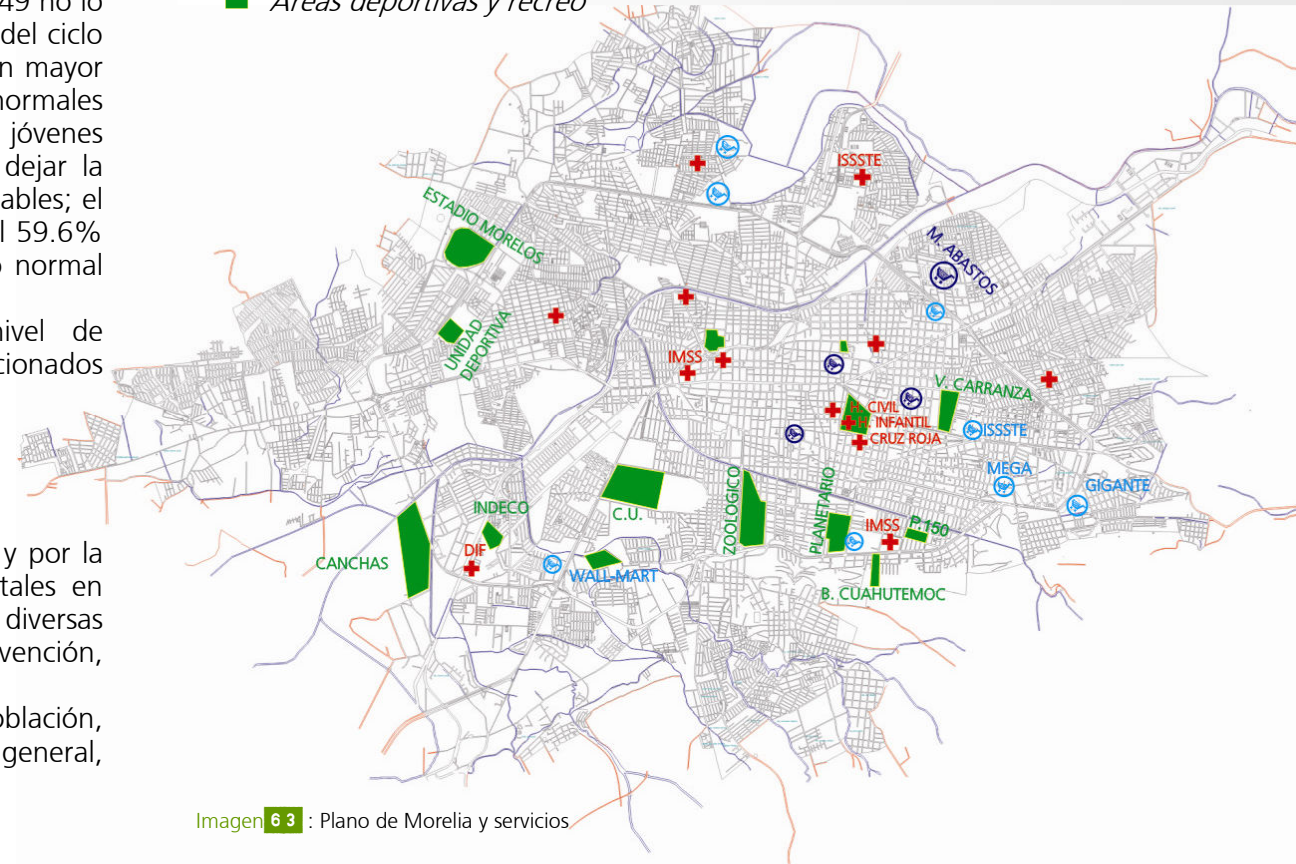 49 no lo
del ciclo
n mayor
normales
jóvenes
dejar la
ables; el
l 59.6%
o normal
nivel de
cionados
y por la
tales en
diversas
vención,
oblación,
general,
Áreas deportivas y recreo
ISSSTE
ESTADIO MORELOS
M. ABASTOS
UNIDAD
DEPORTIVA
IMSS
V. CARRANZA
H. CIVIL
H. INFANTIL
CRUZ ROJA
ISSSTE
MEGA
GIGANTE
INDECO
C.U.
ZOOLOGICO
PLANETARIO
IMSS
P.150
CANCHAS
DIF
WALL-MART
B. CUAHUTEMOC
Imagen 6 3 : Plano de Morelia y servicios